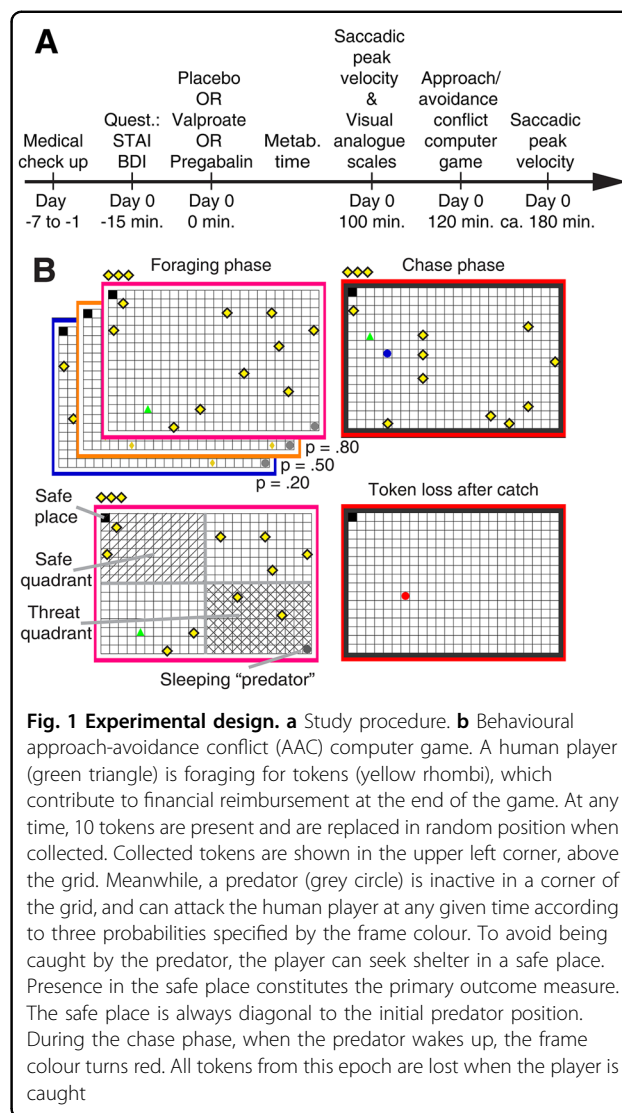 A
Medical
check up
Quest.:
STAI
BDI
Placebo
OR
Valproate
OR
Pregabalin
Metab.
time
Saccadic
peak
velocity
&
Visual
analogue
scales
Approach/
avoidance
conflict
computer
game
Saccadic
peak
velocity
Day
-7 to -1
Day 0
-15 min.
Day 0
0 min.
Day 0
100 min.
Day 0
120 min.
Day 0
ca. 180 min.
B
Foraging phase
Chase phase
p = .80
p = .50
p = .20
Safe
place
Safe
quadrant
Threat
quadrant
Sleeping "predator"
Token loss after catch
Fig. 1 Experimental design. a Study procedure. b Behavioural
approach-avoidance conflict (AAC) computer game. A human player
(green triangle) is foraging for tokens (yellow rhombi), which
contribute to financial reimbursement at the end of the game. At any
time, 10 tokens are present and are replaced in random position when
collected. Collected tokens are shown in the upper left corner, above
the grid. Meanwhile, a predator (grey circle) is inactive in a corner of
the grid, and can attack the human player at any given time according
to three probabilities specified by the frame colour. To avoid being
caught by the predator, the player can seek shelter in a safe place.
Presence in the safe place constitutes the primary outcome measure.
The safe place is always diagonal to the initial predator position.
During the chase phase, when the predator wakes up, the frame
colour turns red. All tokens from this epoch are lost when the player is
caught